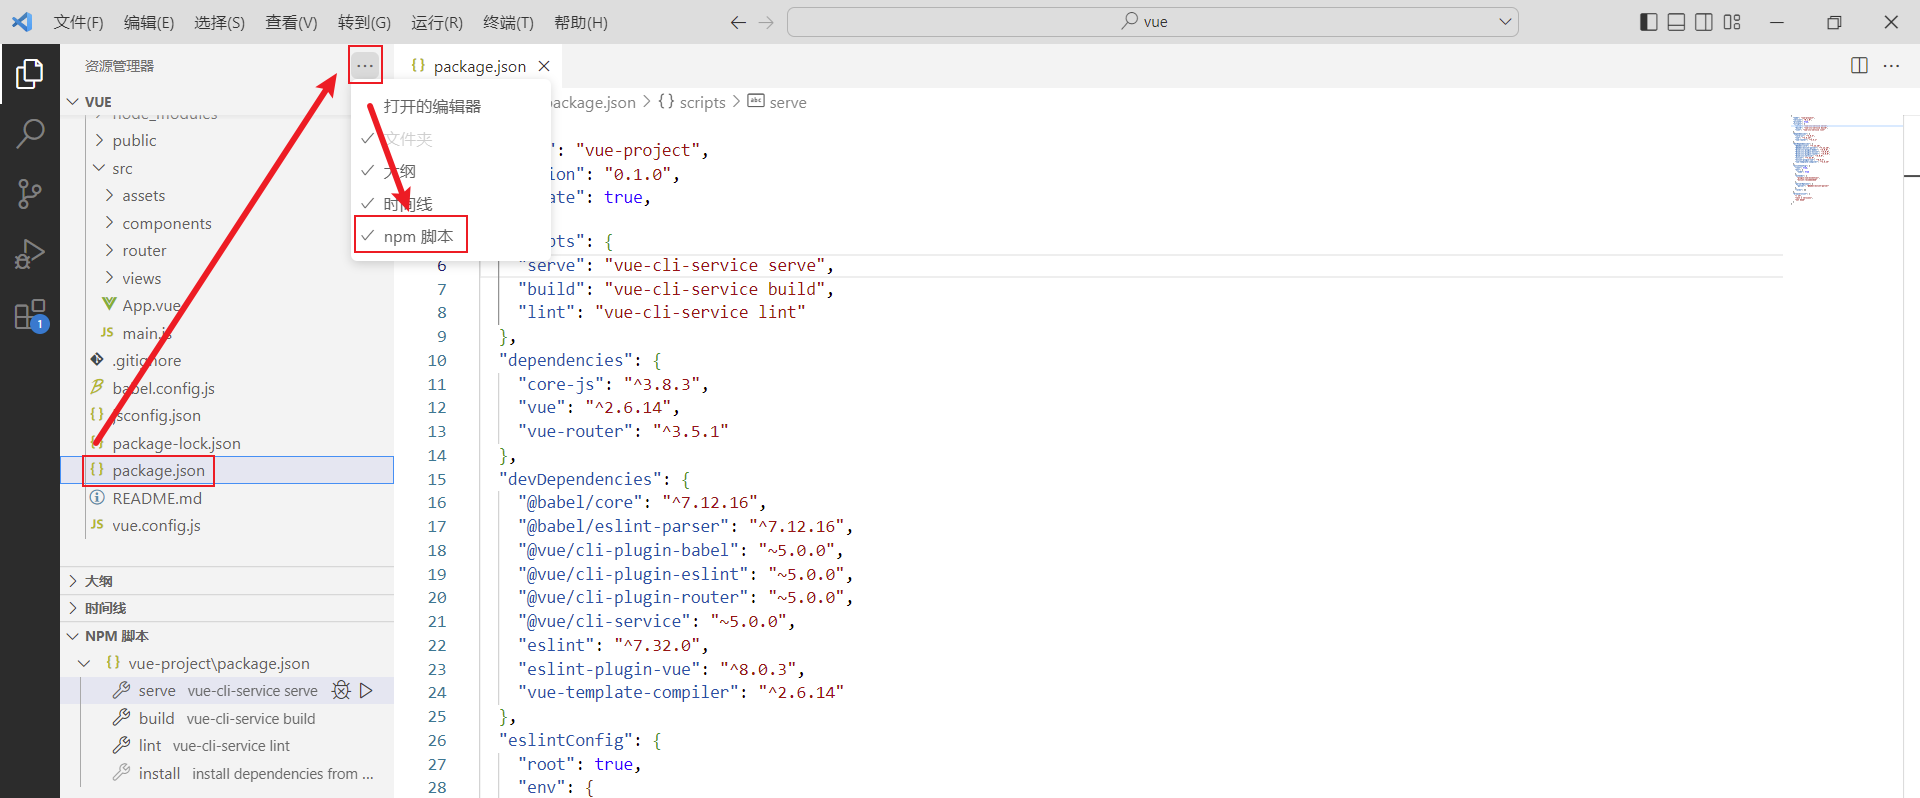 文件(F) 编辑(E) 选择(S) 查看(V) 转到(G) 运行(R) 终端(T) 帮助(H) vue
资源管理器
VUE
node_modules
public
src
assets
components
router
views
App.vue
main.js
.gitignore
babel.config.js
jsconfig.json
package-lock.json
package.json
README.md
vue.config.js
大纲
时间线
NPM 脚本
vue-project\package.json
serve vue-cli-service serve
build vue-cli-service build
lint vue-cli-service lint
install install dependencies from ...
1
...
打开的编辑器
文件夹
大纲
时间线
npm 脚本
{} package.json
package.json > {} scripts > abc serve
": "vue-project",
ion": "0.1.0",
ate": true,
pts": {
6 "serve": "vue-cli-service serve",
7 "build": "vue-cli-service build",
8 "lint": "vue-cli-service lint"
9 },
10 "dependencies": {
11 "core-js": "^3.8.3",
12 "vue": "^2.6.14",
13 "vue-router": "^3.5.1"
14 },
15 "devDependencies": {
16 "@babel/core": "^7.12.16",
17 "@babel/eslint-parser": "^7.12.16",
18 "@vue/cli-plugin-babel": "~5.0.0",
19 "@vue/cli-plugin-eslint": "~5.0.0",
20 "@vue/cli-plugin-router": "~5.0.0",
21 "@vue/cli-service": "~5.0.0",
22 "eslint": "^7.32.0",
23 "eslint-plugin-vue": "^8.0.3",
24 "vue-template-compiler": "^2.6.14"
25 },
26 "eslintConfig": {
27 "root": true,
28 "env": {